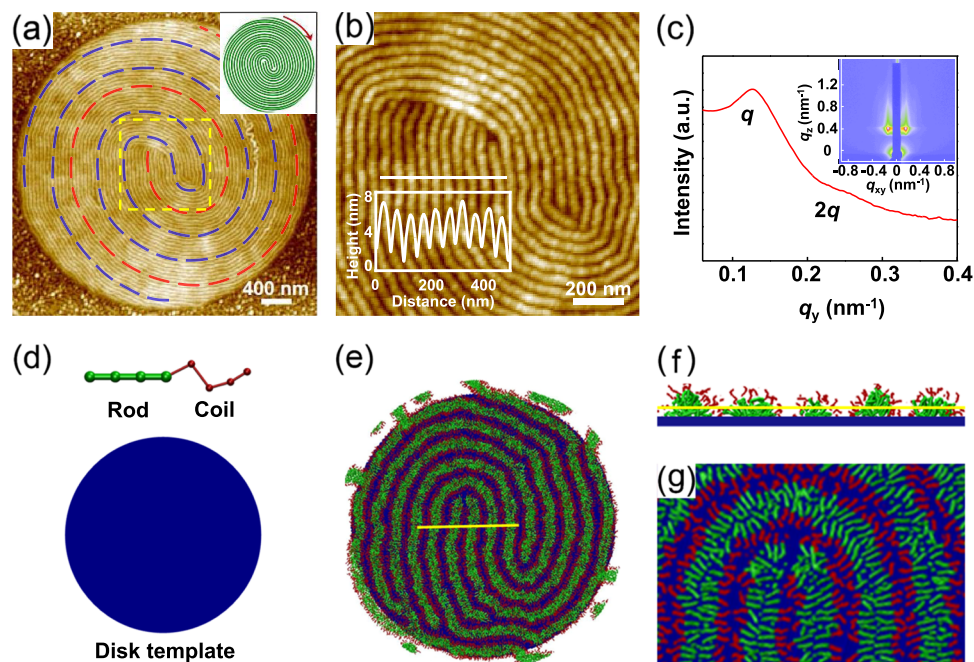 (a)
400 nm
(b)
Height (nm)
8
4
0
0 200 400
Distance (nm)
200 nm
(c)
Intensity (a.u.)
q
2q
0.1 0.2 0.3 0.4
qy (nm-1)
qz (nm-1)
1.2
0.8
0.4
0
-0.8 -0.4 0 0.4 0.8
qxy (nm-1)
(d)
Rod Coil
Disk template
(e)
(f)
(g)